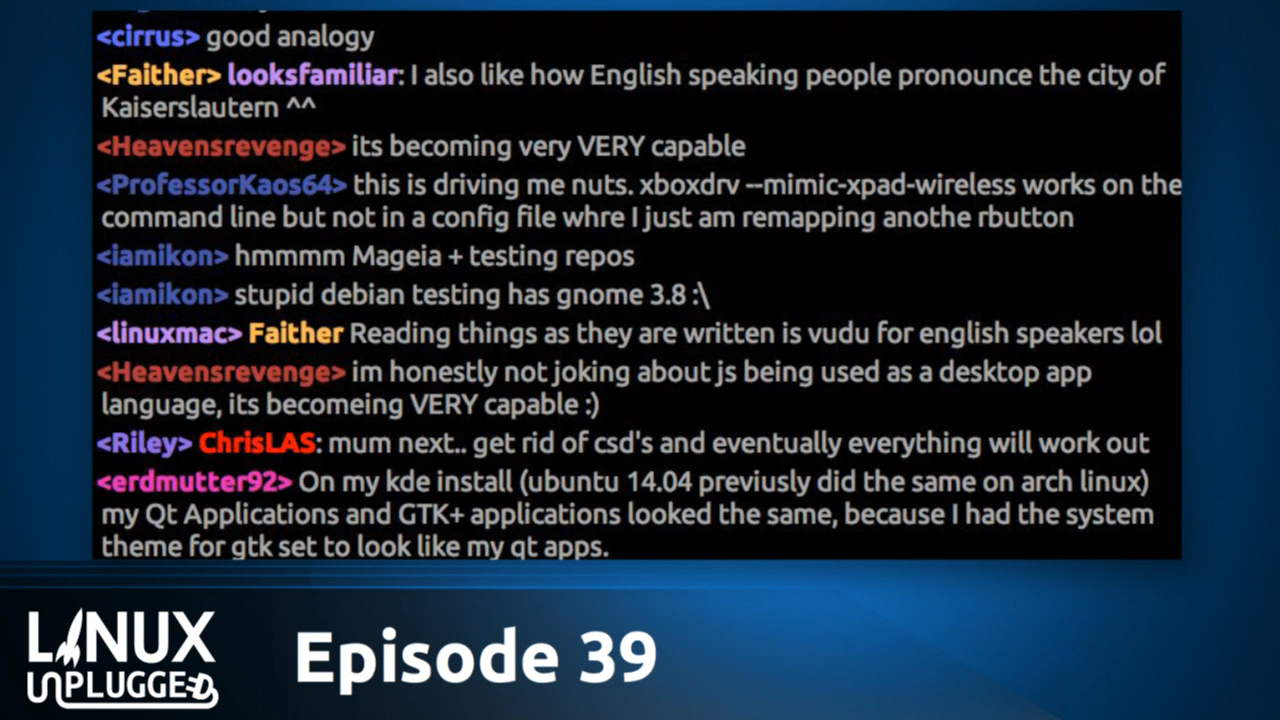 <cirrus> good analogy
<Faither> looksfamiliar: I also like how English speaking people pronounce the city of
Kaiserslautern ^^
<Heavensrevenge> its becoming very VERY capable
<ProfessorKaos64> this is driving me nuts. xboxdrv --mimic-xpad-wireless works on the
command line but not in a config file whre I just am remapping anothe rbutton
<iamikon> hmmmm Mageia + testing repos
<iamikon> stupid debian testing has gnome 3.8 :\
<linuxmac> Faither Reading things as they are written is vudu for english speakers lol
<Heavensrevenge> im honestly not joking about js being used as a desktop app
language, its becomeing VERY capable :)
<Riley> ChrisLAS: mum next.. get rid of csd's and eventually everything will work out
<erdmutter92> On my kde install (ubuntu 14.04 previusly did the same on arch linux)
my Qt Applications and GTK+ applications looked the same, because I had the system
theme for gtk set to look like my qt apps.
LINUX
UNPLUGGED
Episode 39